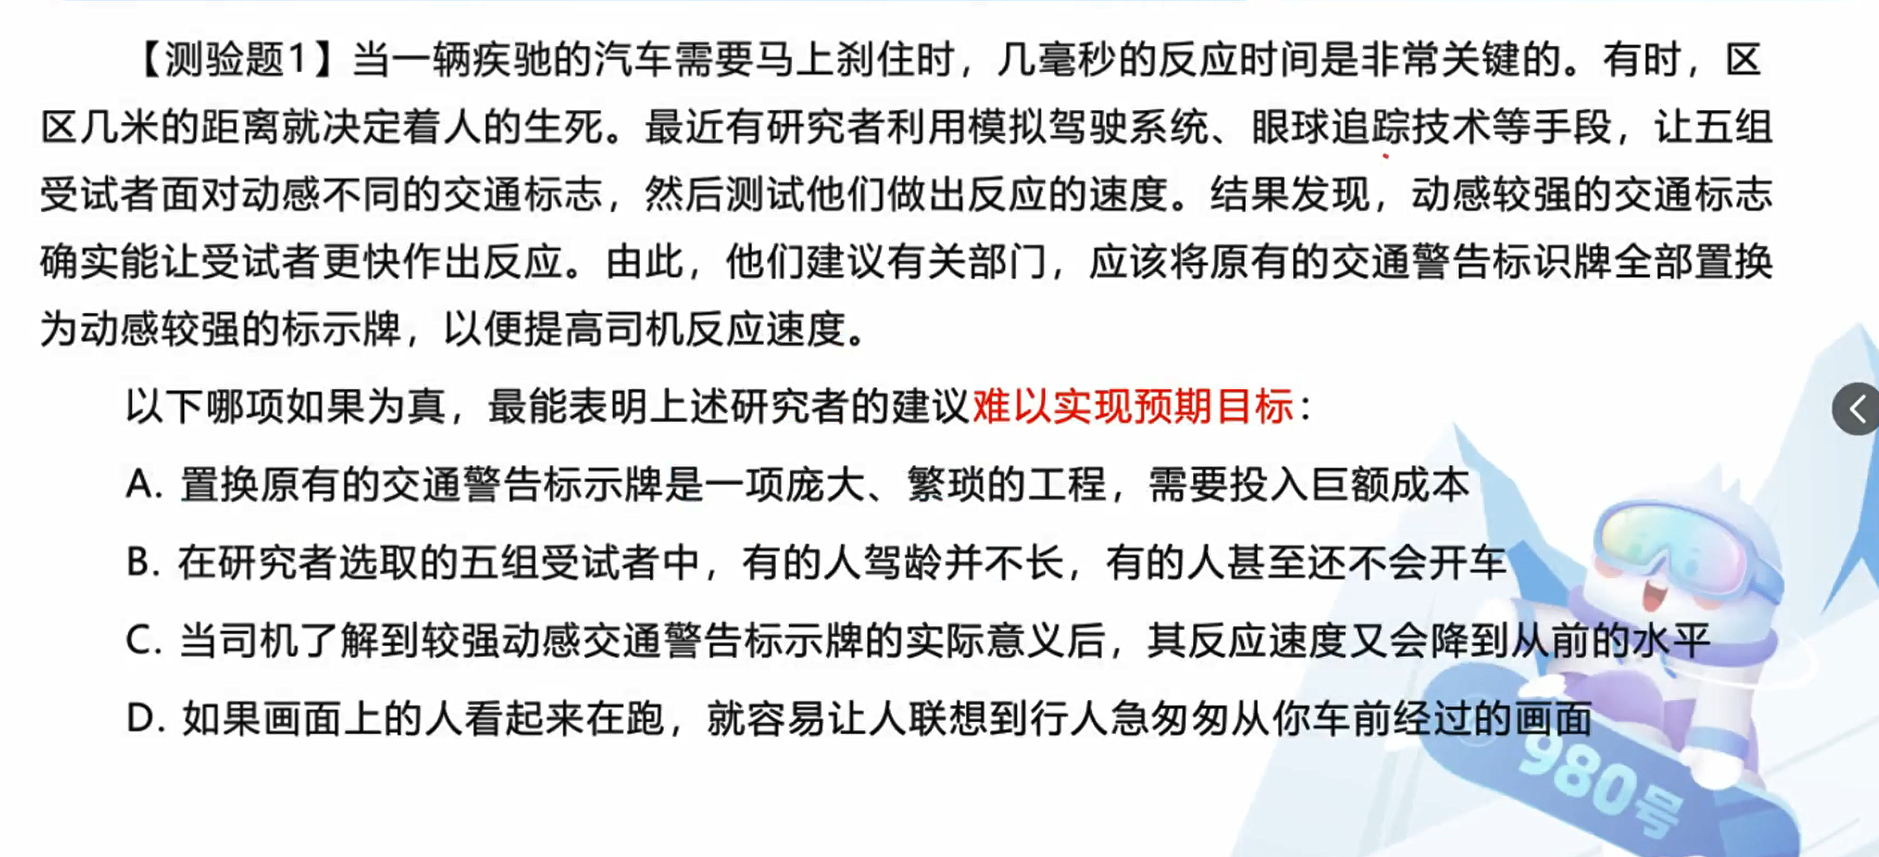 【测验题1】当一辆疾驰的汽车需要马上刹住时，几毫秒的反应时间是非常关键的。有时，区
区几米的距离就决定着人的生死。最近有研究者利用模拟驾驶系统、眼球追踪技术等手段，让五组
受试者面对动感不同的交通标志，然后测试他们做出反应的速度。结果发现，动感较强的交通标志
确实能让受试者更快作出反应。由此，他们建议有关部门，应该将原有的交通警告标识牌全部置换
为动感较强的标示牌，以便提高司机反应速度。
以下哪项如果为真，最能表明上述研究者的建议难以实现预期目标：
A. 置换原有的交通警告标示牌是一项庞大、繁琐的工程，需要投入巨额成本
B. 在研究者选取的五组受试者中，有的人驾龄并不长，有的人甚至还不会开车
C. 当司机了解到较强动感交通警告标示牌的实际意义后，其反应速度又会降到从前的水平
D. 如果画面上的人看起来在跑，就容易让人联想到行人急匆匆从你车前经过的画面
980号